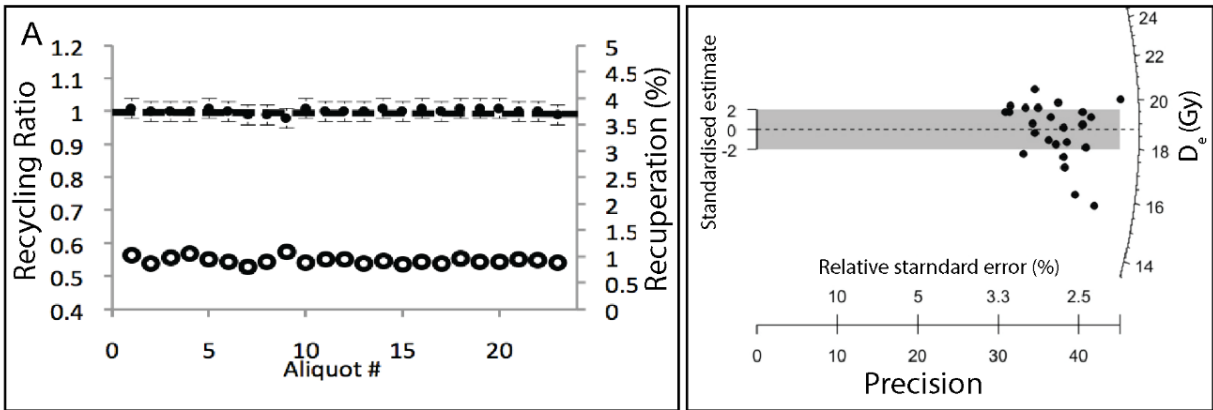 A
1.2
1.1
1
0.9
0.8
0.7
0.6
0.5
0.4
Recycling Ratio
5
4.5
4
3.5
3
2.5
2
1.5
1
0.5
0
Recuperation (%)
0 5 10 15 20
Aliquot #
Standardised estimate
2
0
-2
24
22
20
18
16
14
De (Gy)
Relative starndard error (%)
10 5 3.3 2.5
0 10 20 30 40
Precision